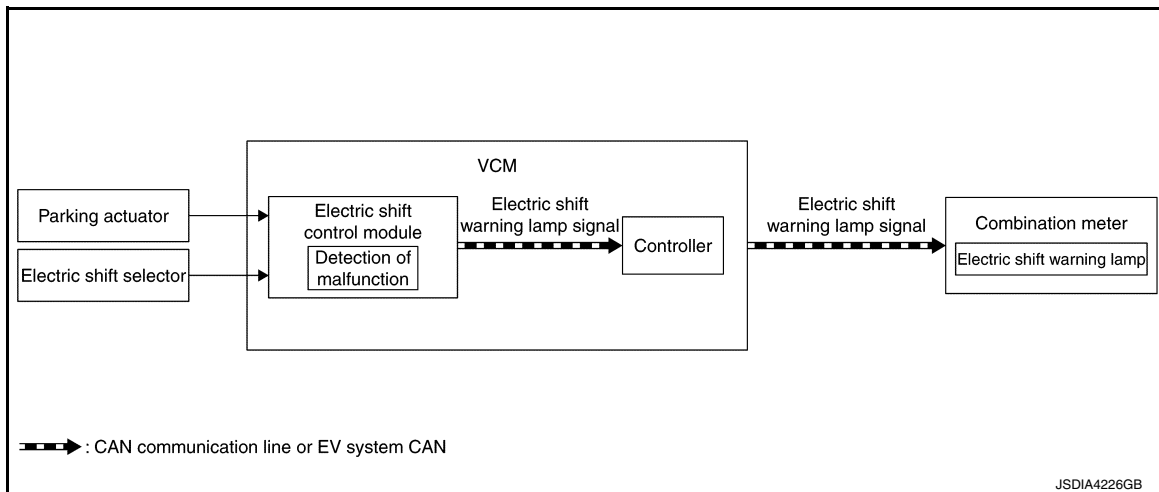 VCM
Parking actuator
Electric shift selector
Electric shift
control module
Detection of
malfunction
Electric shift
warning lamp signal
Controller
Electric shift
warning lamp signal
Combination meter
Electric shift warning lamp
: CAN communication line or EV system CAN
JSDIA4226GB